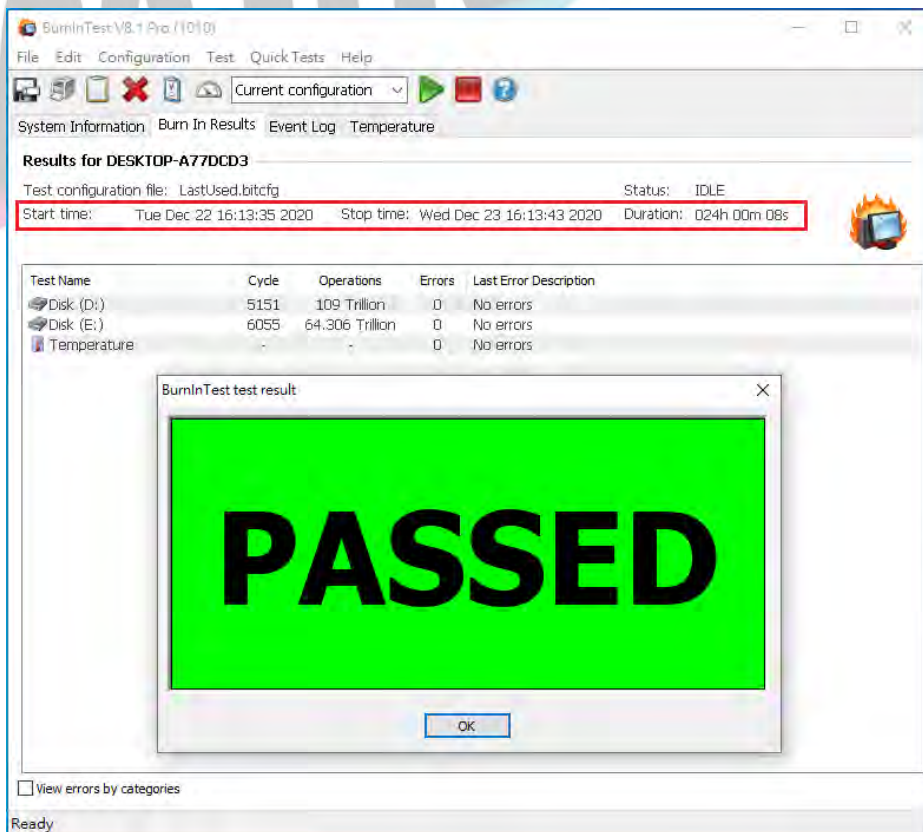 BurnInTest V8.1 Pro (1010)
File Edit Configuration Test Quick Tests Help
Current configuration
System Information Burn In Results Event Log Temperature
Results for DESKTOP-A77DCD3
Test configuration file: LastUsed.bitcfg Status: IDLE
Start time: Tue Dec 22 16:13:35 2020 Stop time: Wed Dec 23 16:13:43 2020 Duration: 024h 00m 08s
Test Name Cycle Operations Errors Last Error Description
Disk (D:) 5151 109 Trillion 0 No errors
Disk (E:) 6055 64.306 Trillion 0 No errors
Temperature - - 0 No errors
BurnInTest test result
PASSED
OK
View errors by categories
Ready